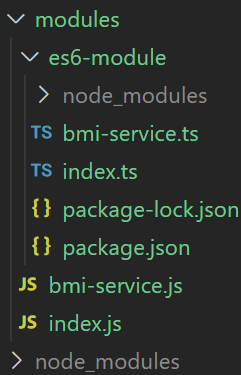 modules
es6-module
node_modules
TS bmi-service.ts
TS index.ts
{} package-lock.json
{} package.json
JS bmi-service.js
JS index.js
node_modules